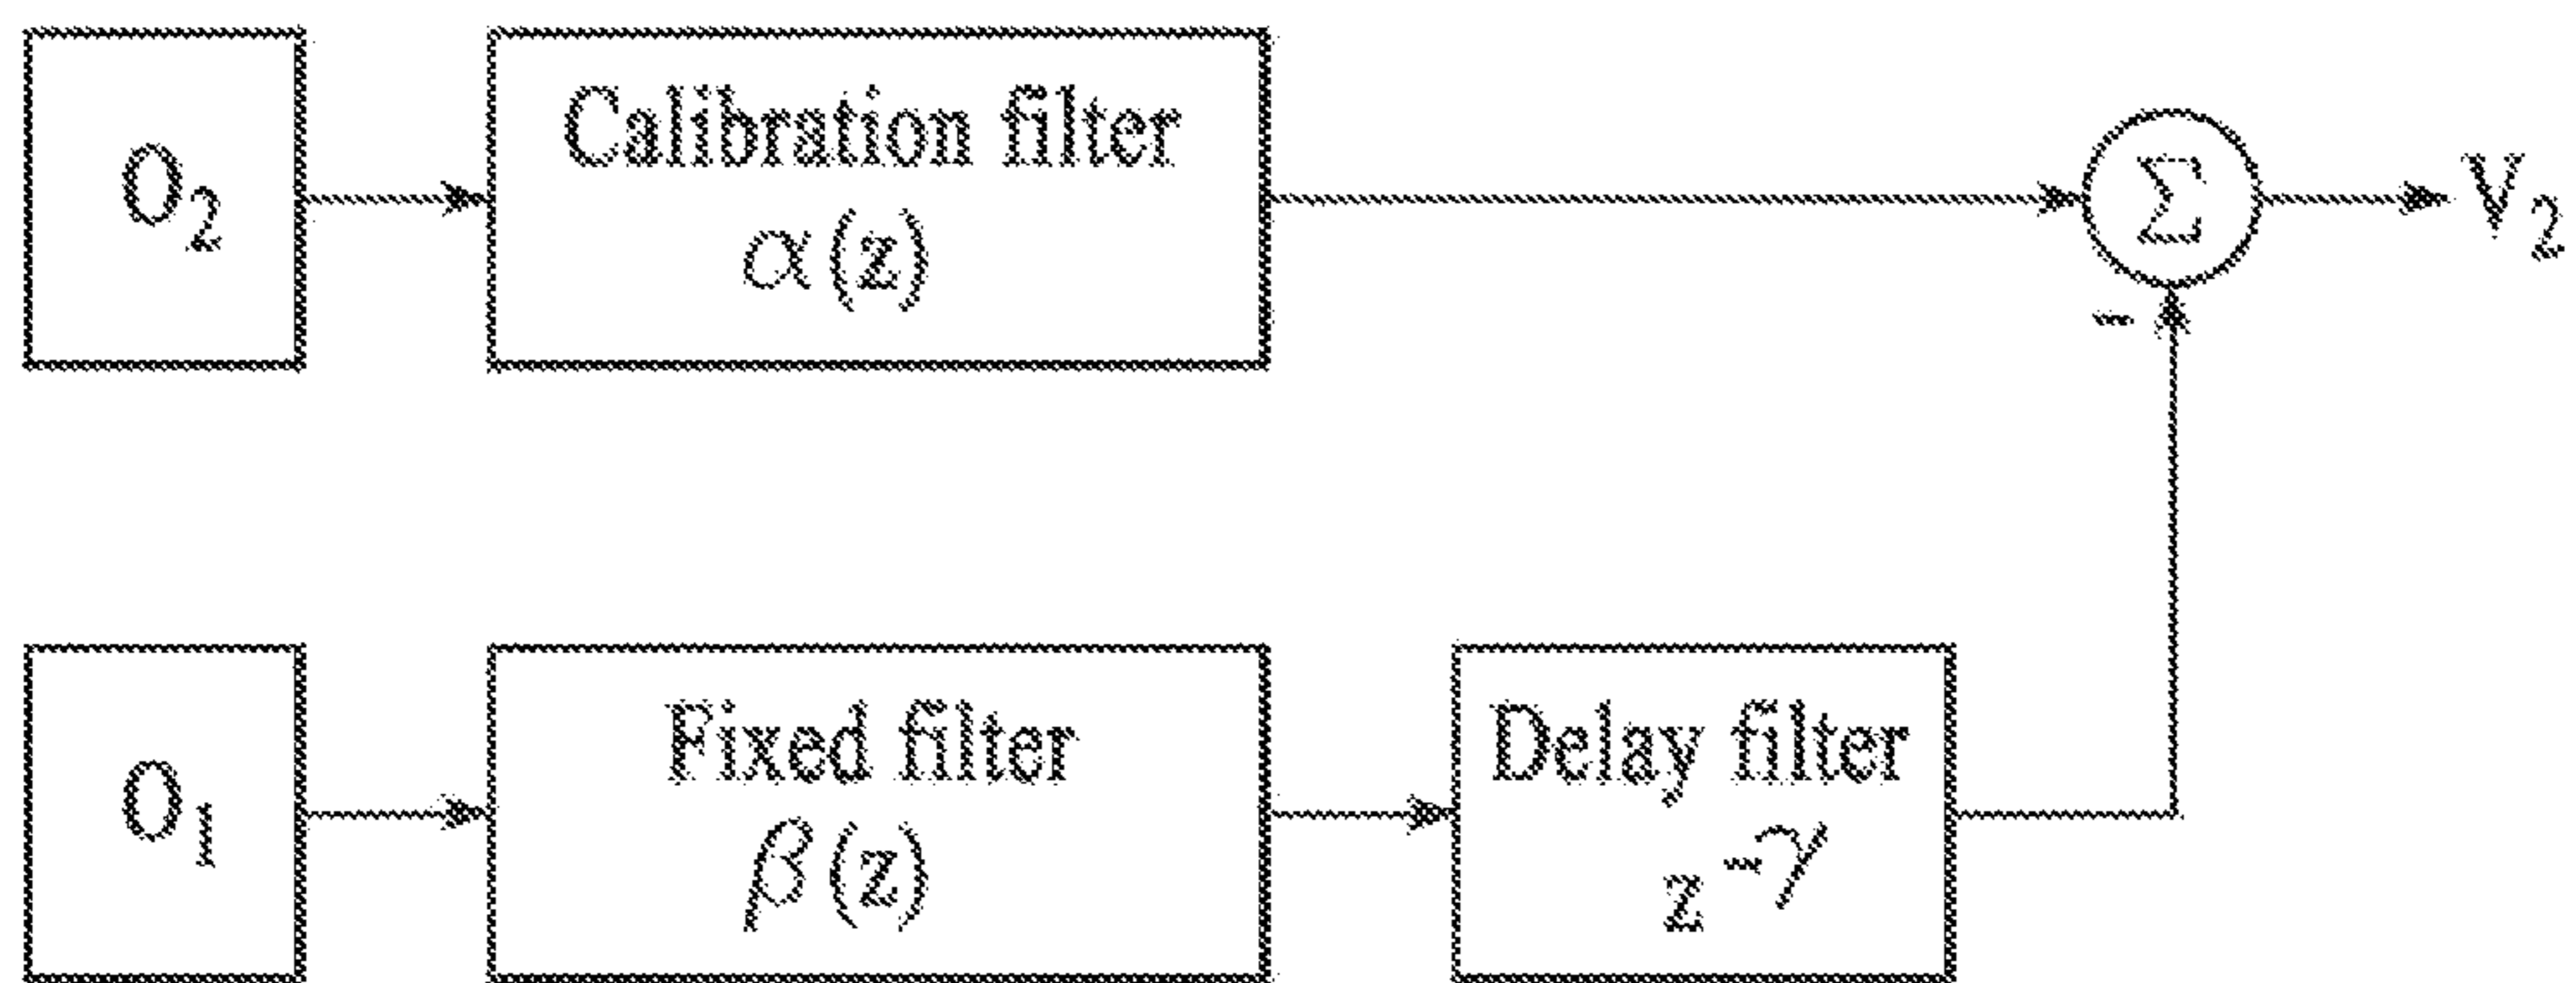 O₂
Calibration filter
α(z)
Σ
V₂
-
O₁
Fixed filter
β(z)
Delay filter
z⁻ᵞ